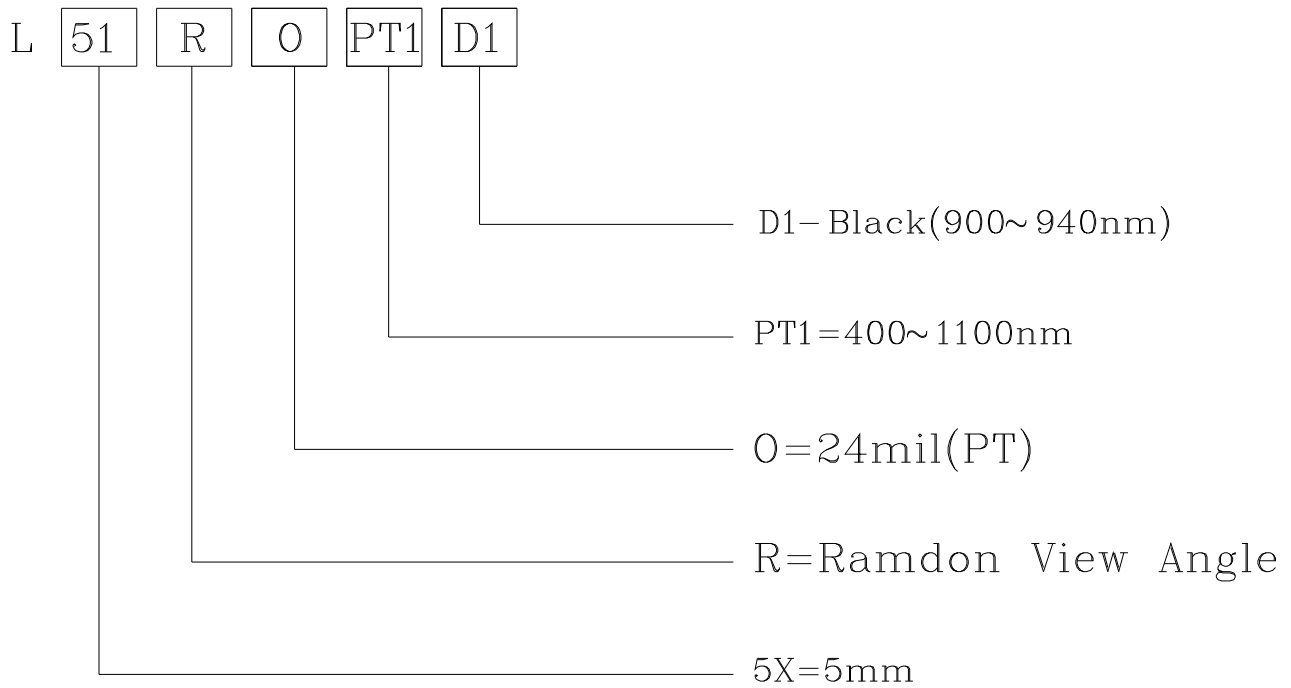 L 51 R O PT1 D1
D1-Black(900~940nm)
PT1=400~1100nm
O=24mil(PT)
R=Ramdon View Angle
5X=5mm